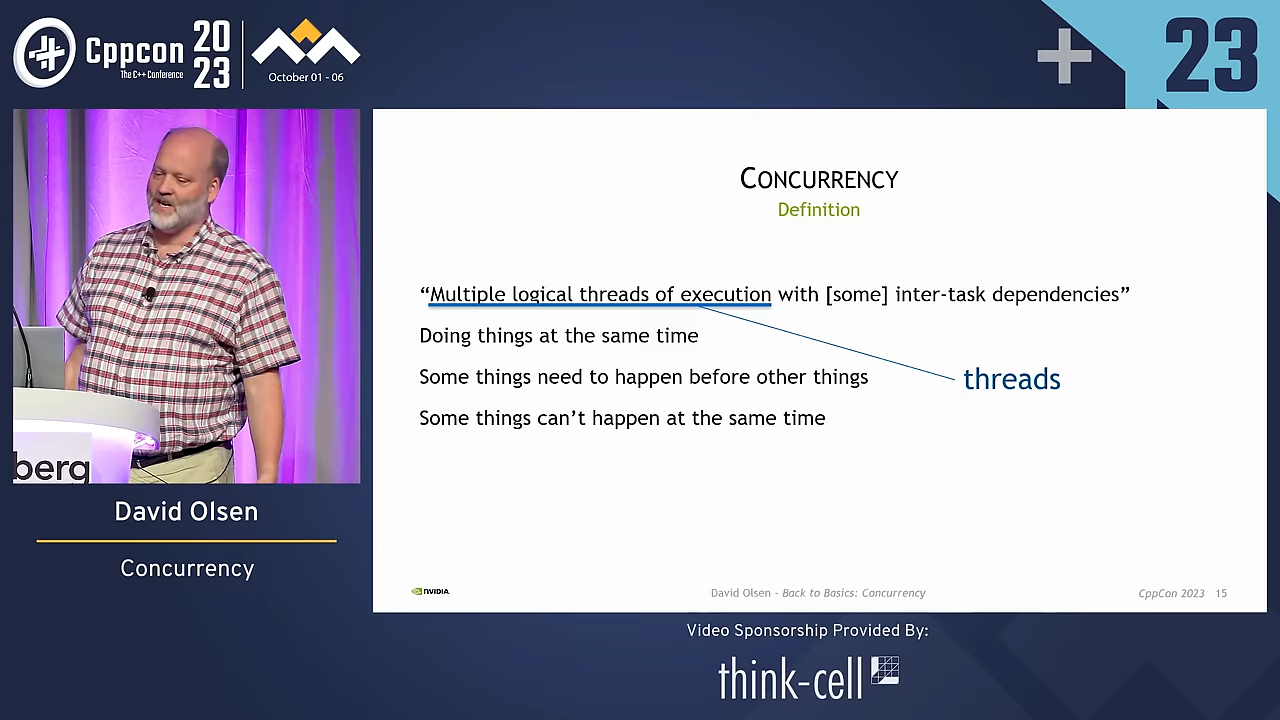 Cppcon
The C++ Conference
20
23
October 01 - 06
23
CONCURRENCY
Definition
“Multiple logical threads of execution with [some] inter-task dependencies”
Doing things at the same time
Some things need to happen before other things
threads
Some things can’t happen at the same time
berg
David Olsen
Concurrency
NVIDIA.
David Olsen - Back to Basics: Concurrency
CppCon 2023 15
Video Sponsorship Provided By:
think-cell